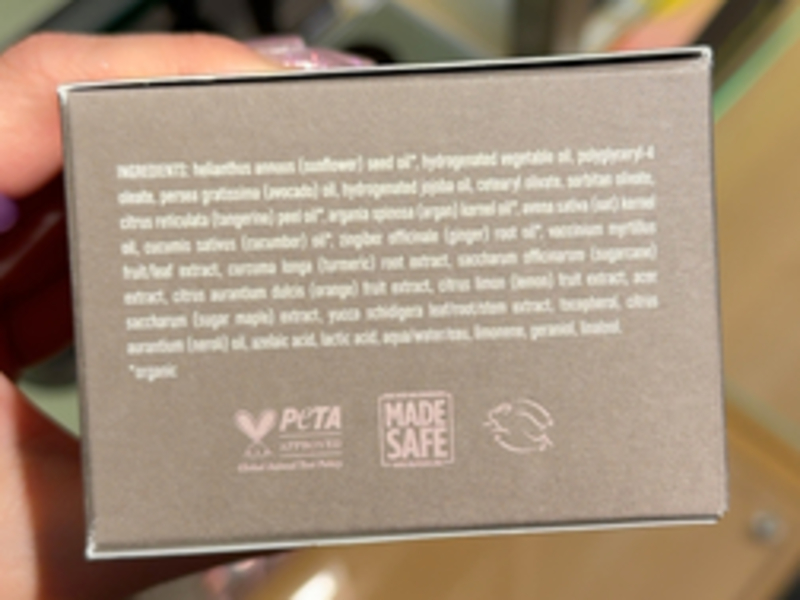 INGREDIENTS: helianthus annuus (sunflower) seed oil*, hydrogenated vegetable oil, polyglyceryl-4
oleate, persea gratissima (avocado) oil, hydrogenated jojoba oil, cetearyl olivate, sorbitan olivate,
citrus reticulata (tangerine) peel oil*, argania spinosa (argan) kernel oil*, avena sativa (oat) kernel
oil, cucumis sativus (cucumber) oil*, zingiber officinale (ginger) root oil*, vaccinium myrtillus
fruit/leaf extract, curcuma longa (turmeric) root extract, saccharum officinarum (sugarcane)
extract, citrus aurantium dulcis (orange) fruit extract, citrus limon (lemon) fruit extract, acer
saccharum (sugar maple) extract, yucca schidigera leaf/root/stem extract, tocopherol, citrus
aurantium (neroli) oil, azelaic acid, lactic acid, aqua/water/eau, limonene, geraniol, linalool.
*organic
PETA
APPROVED
Global Animal Test Policy
MADE
SAFE